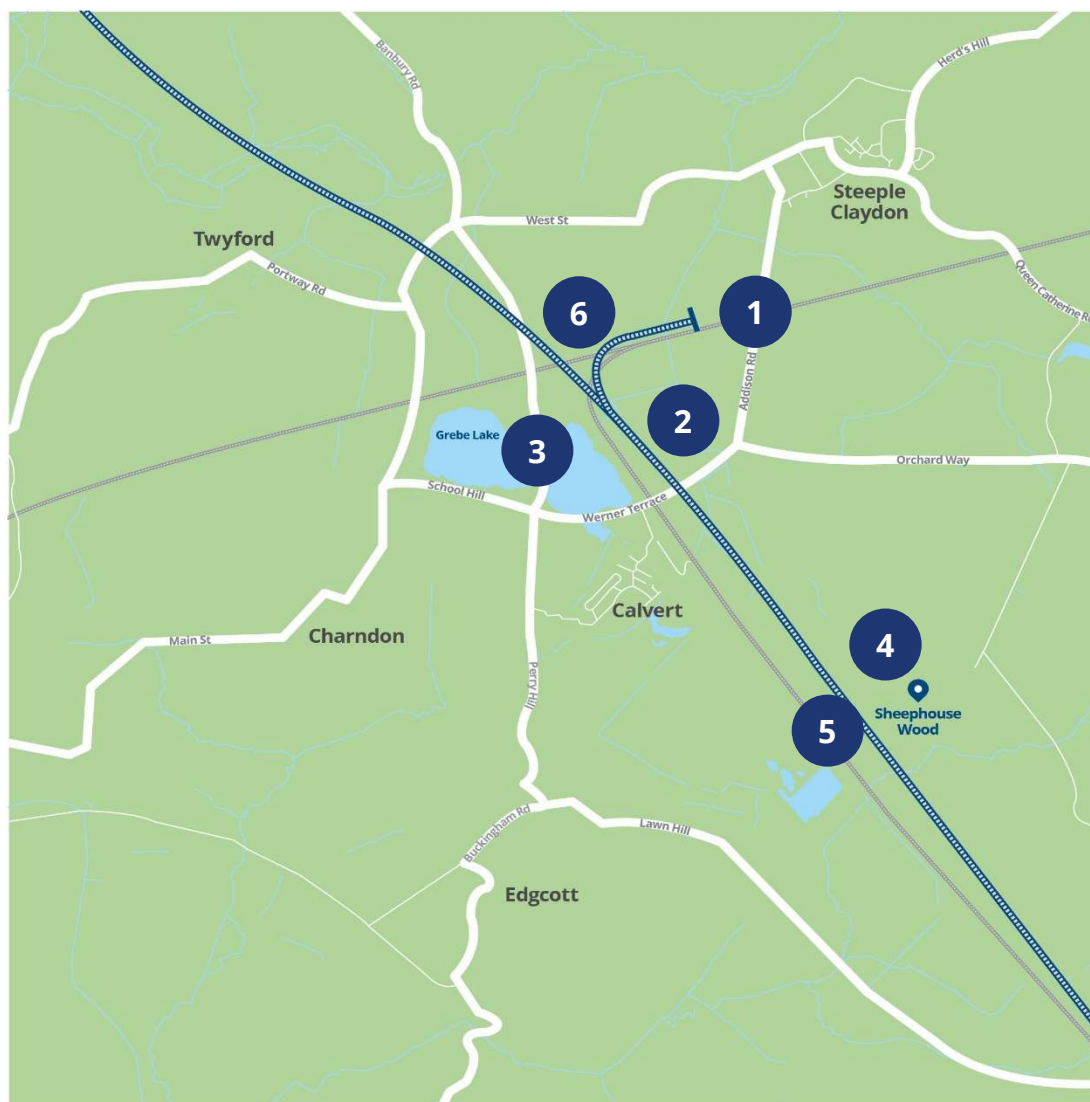 Banbury Rd
Herd's Hill
Steeple
Claydon
West St
Twyford
Portway Rd
Queen Catherine Rd
6
1
Addison Rd
2
Grebe Lake
3
Orchard Way
School Hill
Werner Terrace
Calvert
Charndon
Main St
4
Perry Hill
Sheephouse
Wood
5
Buckingham Rd
Lawn Hill
Edgcott